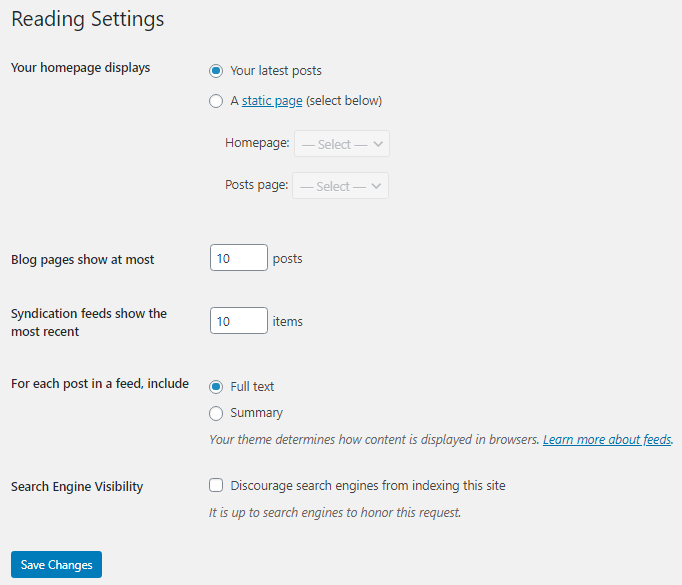 Reading Settings
Your homepage displays
Your latest posts
A static page (select below)
Homepage: — Select —
Posts page: — Select —
Blog pages show at most 10 posts
Syndication feeds show the
most recent
10 items
For each post in a feed, include
Full text
Summary
Your theme determines how content is displayed in browsers. Learn more about feeds.
Search Engine Visibility
Discourage search engines from indexing this site
It is up to search engines to honor this request.
Save Changes